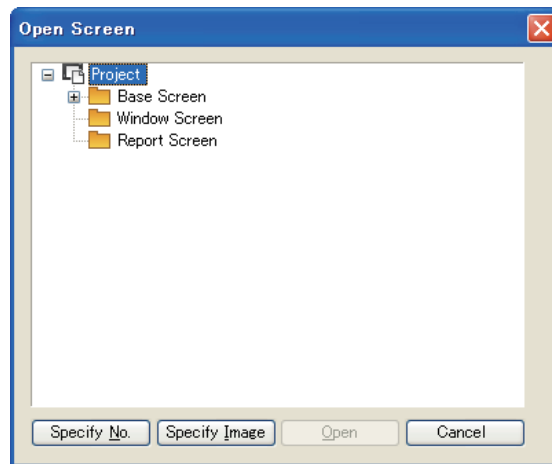 Open Screen
Project
Base Screen
Window Screen
Report Screen
Specify No. Specify Image Open Cancel